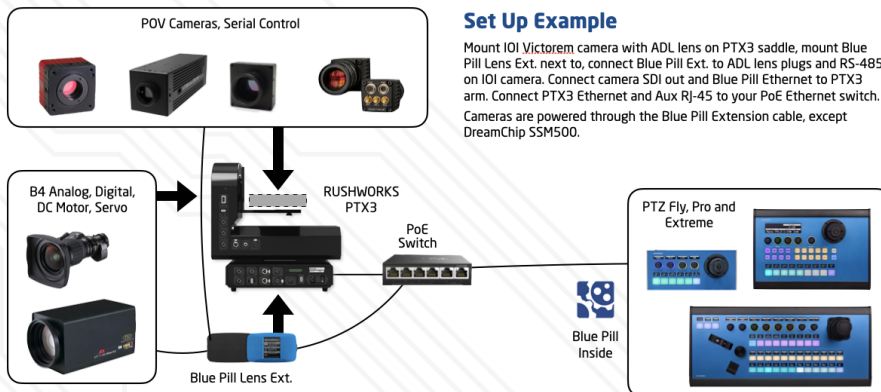 POV Cameras, Serial Control
Set Up Example
Mount IOI Victorem camera with ADL lens on PTX3 saddle, mount Blue
Pill Lens Ext. next to, connect Blue Pill Ext. to ADL lens plugs and RS-485
on IOI camera. Connect camera SDI out and Blue Pill Ethernet to PTX3
arm. Connect PTX3 Ethernet and Aux RJ-45 to your PoE Ethernet switch.
Cameras are powered through the Blue Pill Extension cable, except
DreamChip SSM500.
B4 Analog, Digital,
DC Motor, Servo
RUSHWORKS
PTX3
PoE
Switch
PTZ Fly, Pro and
Extreme
Blue Pill
Inside
Blue Pill Lens Ext.